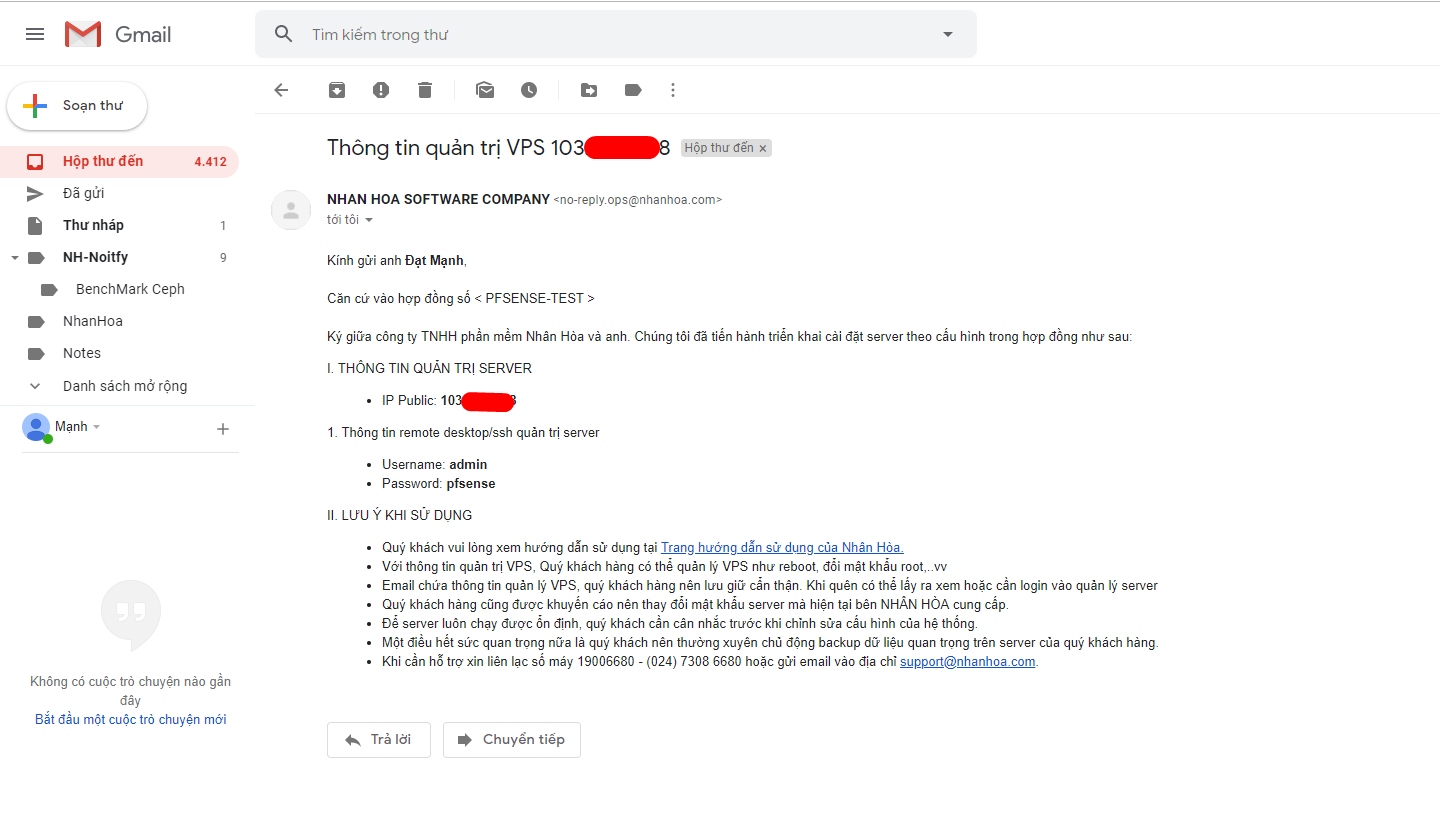 Gmail
Tìm kiếm trong thư
Soạn thư
Hộp thư đến 4.412
Đã gửi
Thư nháp 1
NH-Noitfy 9
BenchMark Ceph
NhanHoa
Notes
Danh sách mở rộng
Mạnh
Không có cuộc trò chuyện nào gần
đây
Bắt đầu một cuộc trò chuyện mới
Thông tin quản trị VPS 103 8 Hộp thư đến x
NHAN HOA SOFTWARE COMPANY <no-reply.ops@nhanhoa.com>
tới tôi
Kính gửi anh Đạt Mạnh,
Căn cứ vào hợp đồng số < PFSENSE-TEST >
Ký giữa công ty TNHH phần mềm Nhân Hòa và anh. Chúng tôi đã tiến hành triển khai cài đặt server theo cấu hình trong hợp đồng như sau:
I. THÔNG TIN QUẢN TRỊ SERVER
• IP Public: 103
1. Thông tin remote desktop/ssh quản trị server
• Username: admin
• Password: pfsense
II. LƯU Ý KHI SỬ DỤNG
• Quý khách vui lòng xem hướng dẫn sử dụng tại Trang hướng dẫn sử dụng của Nhân Hòa.
• Với thông tin quản trị VPS, Quý khách hàng có thể quản lý VPS như reboot, đổi mật khẩu root,..vv
• Email chứa thông tin quản lý VPS, quý khách hàng nên lưu giữ cẩn thận. Khi quên có thể lấy ra xem hoặc cần login vào quản lý server
• Quý khách hàng cũng được khuyến cáo nên thay đổi mật khẩu server mà hiện tại bên NHÂN HÒA cung cấp.
• Để server luôn chạy được ổn định, quý khách cần cân nhắc trước khi chỉnh sửa cấu hình của hệ thống.
• Một điều hết sức quan trọng nữa là quý khách nên thường xuyên chủ động backup dữ liệu quan trọng trên server của quý khách hàng.
• Khi cần hỗ trợ xin liên lạc số máy 19006680 - (024) 7308 6680 hoặc gửi email vào địa chỉ support@nhanhoa.com.
Trả lời
Chuyển tiếp